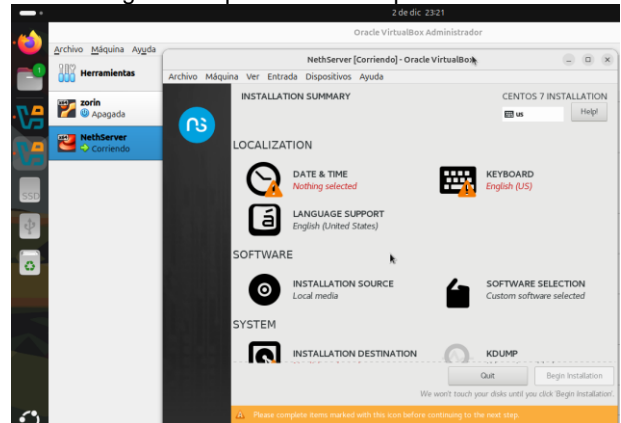 2 de dic 23:21
Oracle VirtualBox Administrador
Archivo Máquina Ayuda
NethServer [Corriendo] - Oracle VirtualBox
Herramientas
Archivo Máquina Ver Entrada Dispositivos Ayuda
zorin
Apagada
NethServer
Corriendo
INSTALLATION SUMMARY
CENTOS 7 INSTALLATION
us
Help!
LOCALIZATION
DATE & TIME
Nothing selected
KEYBOARD
English (US)
LANGUAGE SUPPORT
English (United States)
SOFTWARE
INSTALLATION SOURCE
Local media
SOFTWARE SELECTION
Custom software selected
SYSTEM
INSTALLATION DESTINATION
KDUMP
Quit
Begin Installation
We won't touch your disks until you click 'Begin Installation'.
Please complete items marked with this icon before continuing to the next step.